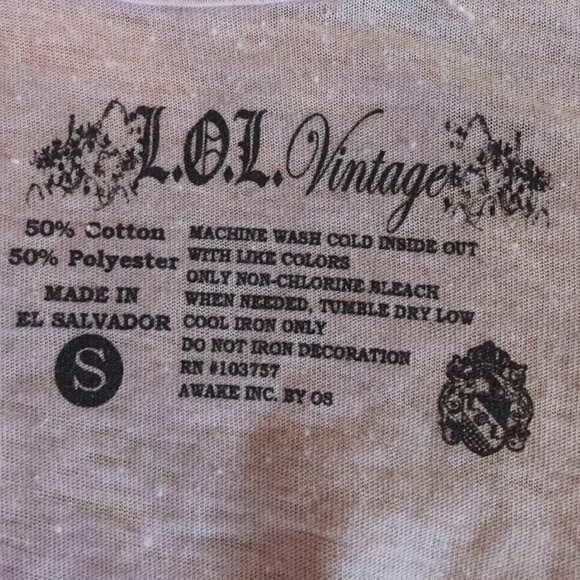 L.O.L. Vintage
50% Cotton
50% Polyester
MADE IN
EL SALVADOR
S
MACHINE WASH COLD INSIDE OUT
WITH LIKE COLORS
ONLY NON-CHLORINE BLEACH
WHEN NEEDED, TUMBLE DRY LOW
COOL IRON ONLY
DO NOT IRON DECORATION
RN #103757
AWAKE INC. BY OS